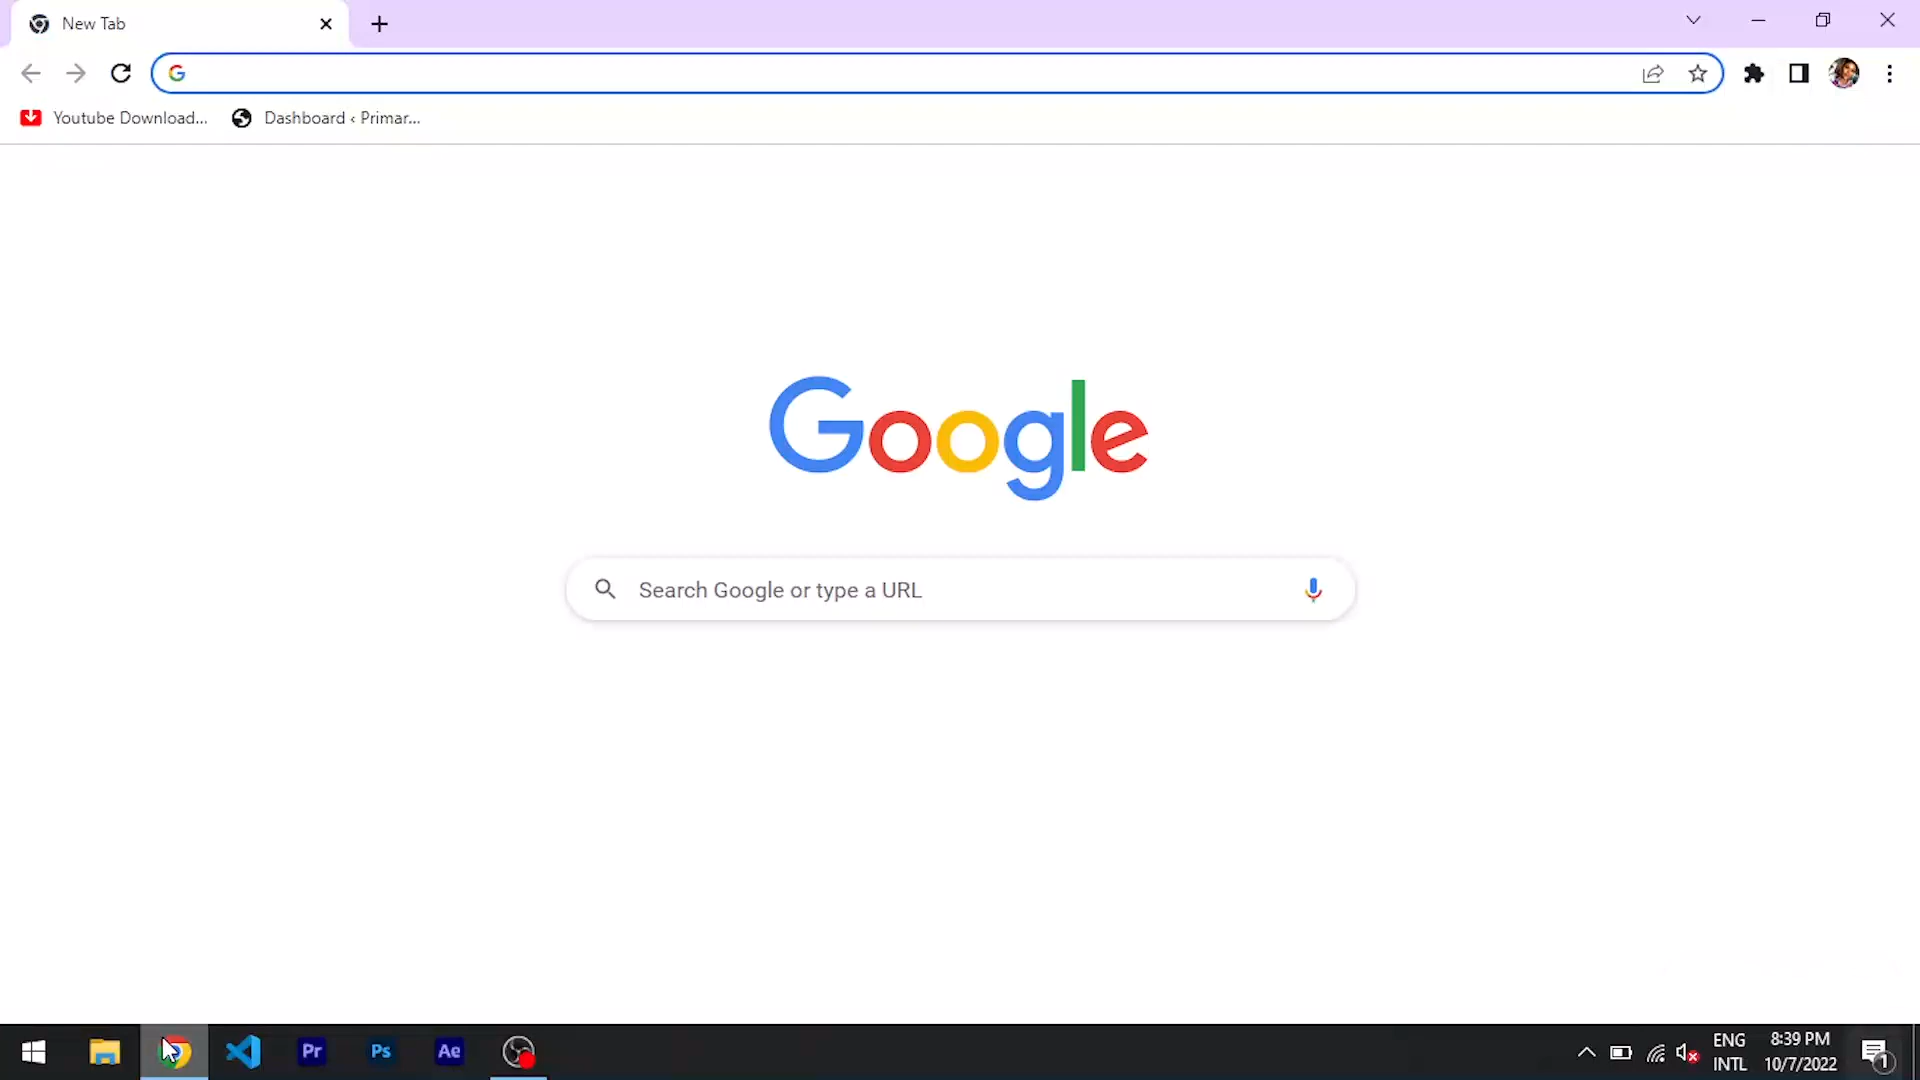 New Tab
Youtube Download...
Dashboard ‹ Primar...
Google
Search Google or type a URL
Pr
Ps
Ae
ENG
INTL
8:39 PM
10/7/2022
1